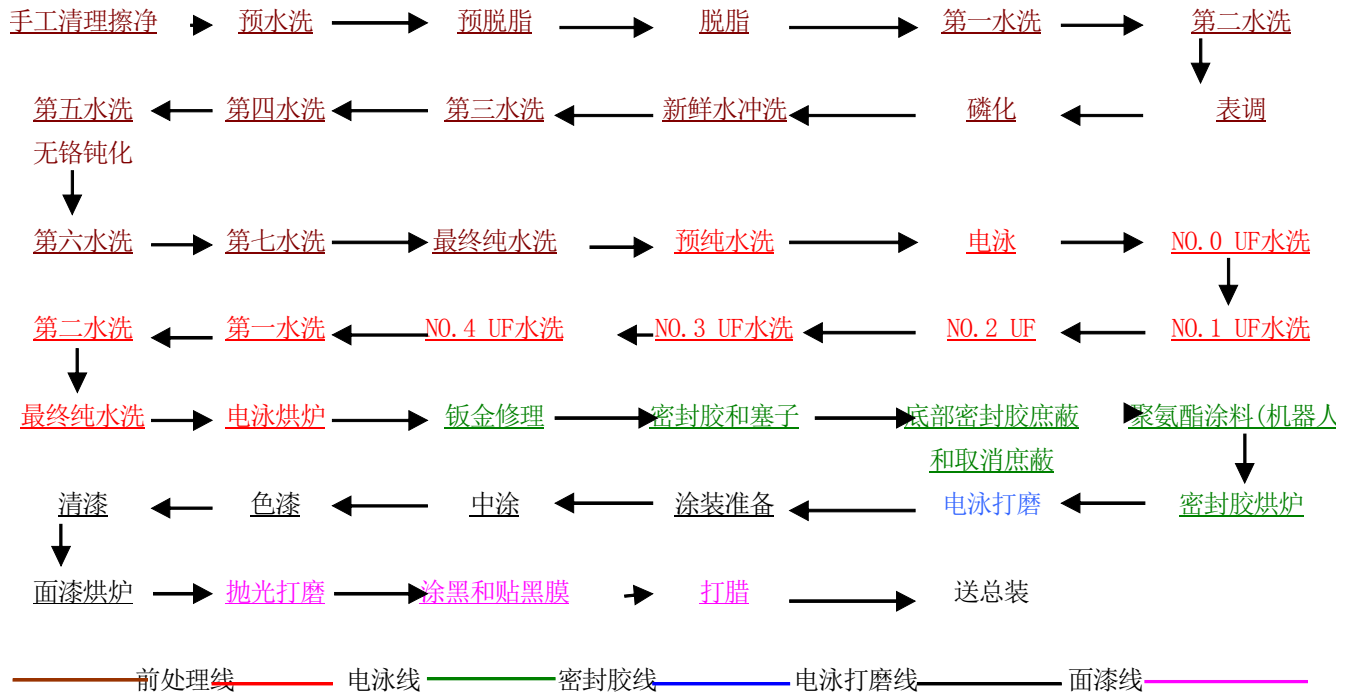 手工清理擦净 预水洗 预脱脂 脱脂 第一水洗 第二水洗
第五水洗 第四水洗 第三水洗 新鲜水冲洗 磷化 表调
无铬钝化
第六水洗 第七水洗 最终纯水洗 预纯水洗 电泳 NO.0 UF水洗
第二水洗 第一水洗 NO.4 UF水洗 NO.3 UF水洗 NO.2 UF NO.1 UF水洗
最终纯水洗 电泳烘炉 钣金修理 密封胶和塞子 底部密封胶庶蔽 聚氨酯涂料(机器人
和取消庶蔽
清漆 色漆 中涂 涂装准备 电泳打磨 密封胶烘炉
面漆烘炉 抛光打磨 涂黑和贴黑膜 打腊 送总装
前处理线 电泳线 密封胶线 电泳打磨线 面漆线